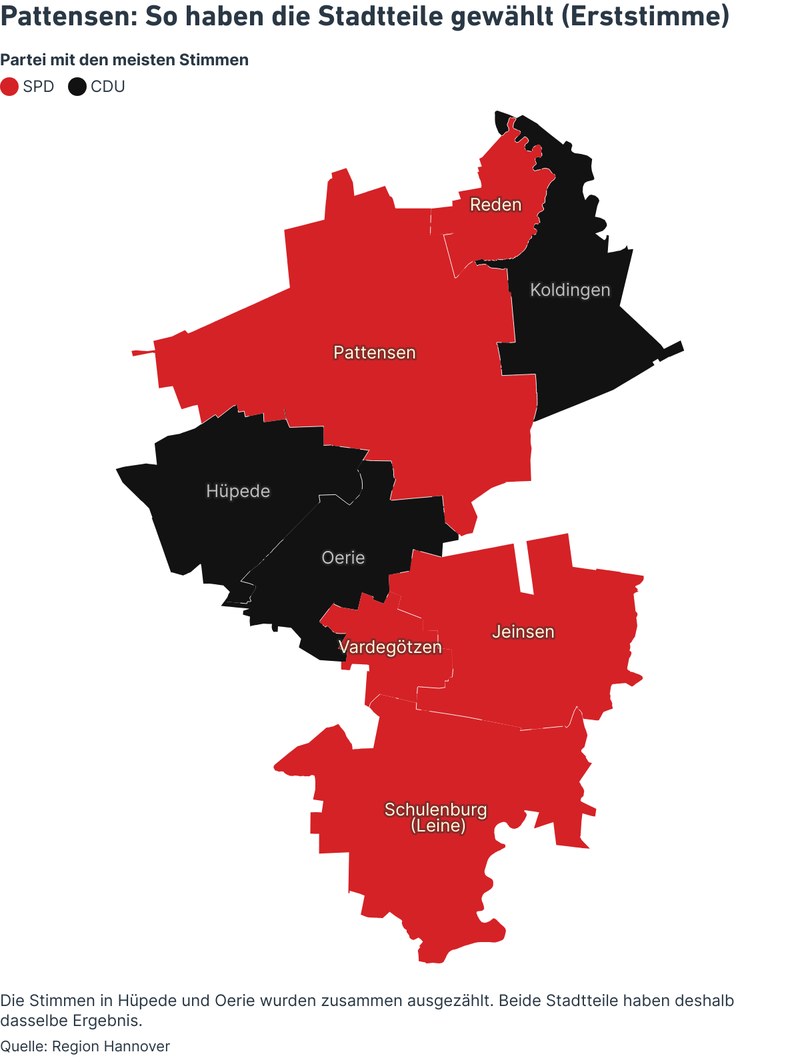 Pattensen: So haben die Stadtteile gewählt (Erststimme)
Partei mit den meisten Stimmen
SPD CDU
Reden
Koldingen
Pattensen
Hüpede
Oerie
Jeinsen
Vardegötzen
Schulenburg
(Leine)
Die Stimmen in Hüpede und Oerie wurden zusammen ausgezählt. Beide Stadtteile haben deshalb
dasselbe Ergebnis.
Quelle: Region Hannover